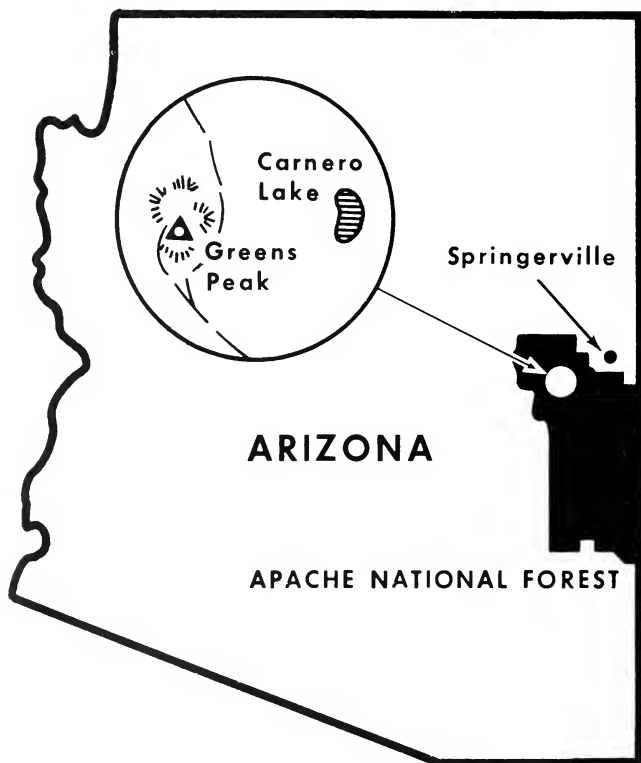 Carnero
Lake
Greens
Peak
Springerville
ARIZONA
APACHE NATIONAL FOREST